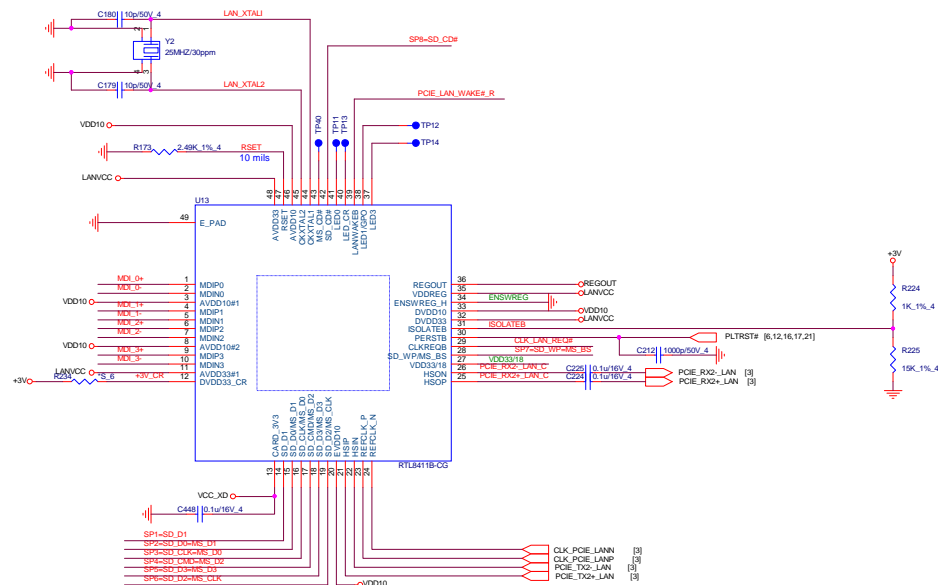 C180 10p/50V_4 LAN_XTALI
2 1
Y2
25MHZ/30ppm
4 3
C179 10p/50V_4 LAN_XTAL2
SP8=SD_CD#
PCIE_LAN_WAKE#_R
VDD10
TP40 TP11 TP13 TP12
R173 2.49K_1%_4 RSET TP14
10 mils
LANVCC
48 47 46 45 44 43 42 41 40 39 38 37
U13
49 E_PAD
AVDD33 RSET AVDD10 CKXTAL2 CKXTAL1 MS_CD# SD_CD# LED0 LED_CR LANWAKEB LED1/GPO LED3
MDI_0+ 1 MDIP0 REGOUT 36 REGOUT
MDI_0- 2 MDIN0 VDDREG 35 LANVCC
VDD10 3 AVDD10#1 ENSWREG_H 34 ENSWREG
MDI_1+ 4 MDIP1 DVDD10 33 VDD10
MDI_1- 5 MDIN1 DVDD33 32 LANVCC
MDI_2+ 6 MDIP2 ISOLATEB 31 ISOLATEB
MDI_2- 7 MDIN2 PERSTB 30 PLTRST# [6,12,16,17,21]
VDD10 8 AVDD10#2 CLKREQB 29 CLK_LAN_REQ#
MDI_3+ 9 MDIP3 SD_WP/MS_BS 28 SP7=SD_WP=MS_BS C212 1000p/50V_4
MDI_3- 10 MDIN3 VDD33/18 27 VDD33/18
LANVCC 11 AVDD33#1 HSON 26 PCIE_RX2-_LAN_C C225 0.1u/16V_4 PCIE_RX2-_LAN [3]
+3V R234 *S_6 +3V_CR 12 DVDD33_CR HSOP 25 PCIE_RX2+_LAN_C C224 0.1u/16V_4 PCIE_RX2+_LAN [3]
+3V
R224
1K_1%_4
R225
15K_1%_4
CARD_3V3 SD_D1 SD_D0/MS_D1 SD_CLK/MS_D0 SD_CMD/MS_D2 SD_D3/MS_D3 SD_D2/MS_CLK EVDD10 HSIP HSIN REFCLK_P REFCLK_N
RTL8411B-CG
13 14 15 16 17 18 19 20 21 22 23 24
VCC_XD
C448 0.1u/16V_4
SP1=SD_D1
SP2=SD_D0=MS_D1
SP3=SD_CLK=MS_D0 CLK_PCIE_LANN [3]
SP4=SD_CMD=MS_D2 CLK_PCIE_LANP [3]
SP5=SD_D3=MS_D3 PCIE_TX2-_LAN [3]
SP6=SD_D2=MS_CLK PCIE_TX2+_LAN [3]
VDD10